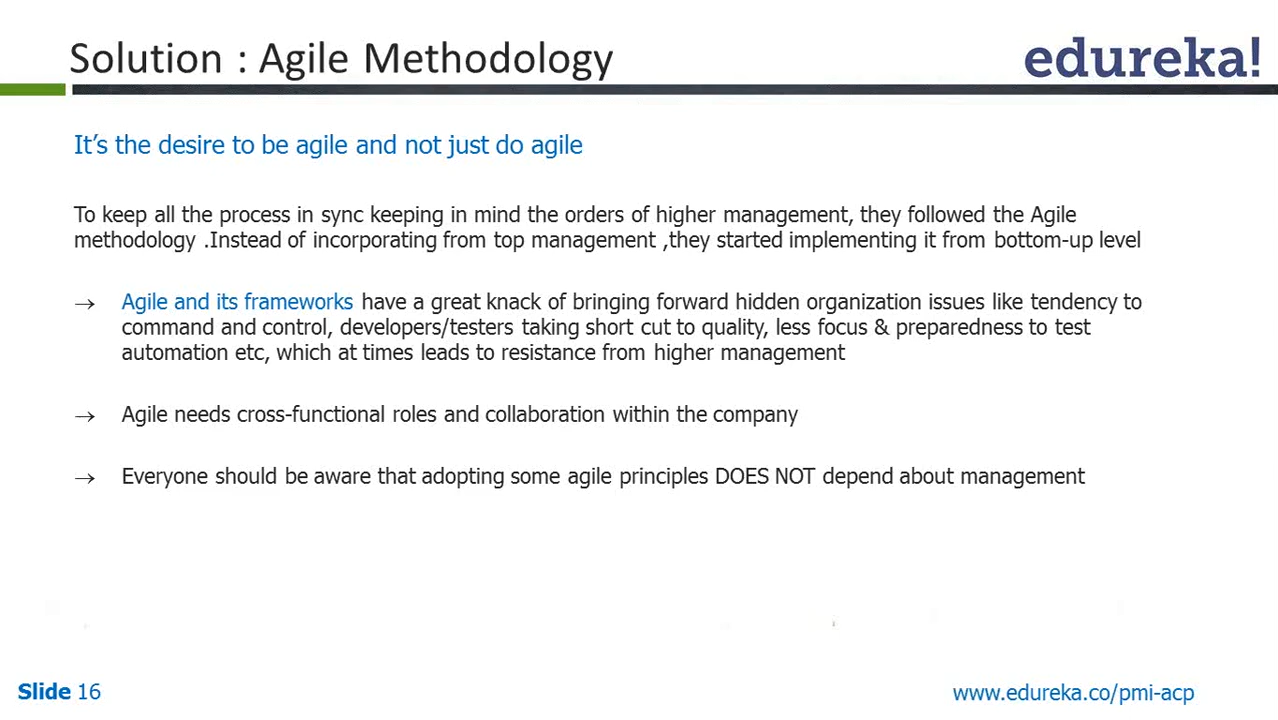 Solution : Agile Methodology
edureka!
It's the desire to be agile and not just do agile
To keep all the process in sync keeping in mind the orders of higher management, they followed the Agile
methodology .Instead of incorporating from top management ,they started implementing it from bottom-up level
→ Agile and its frameworks have a great knack of bringing forward hidden organization issues like tendency to
command and control, developers/testers taking short cut to quality, less focus & preparedness to test
automation etc, which at times leads to resistance from higher management
→ Agile needs cross-functional roles and collaboration within the company
→ Everyone should be aware that adopting some agile principles DOES NOT depend about management
Slide 16
www.edureka.co/pmi-acp